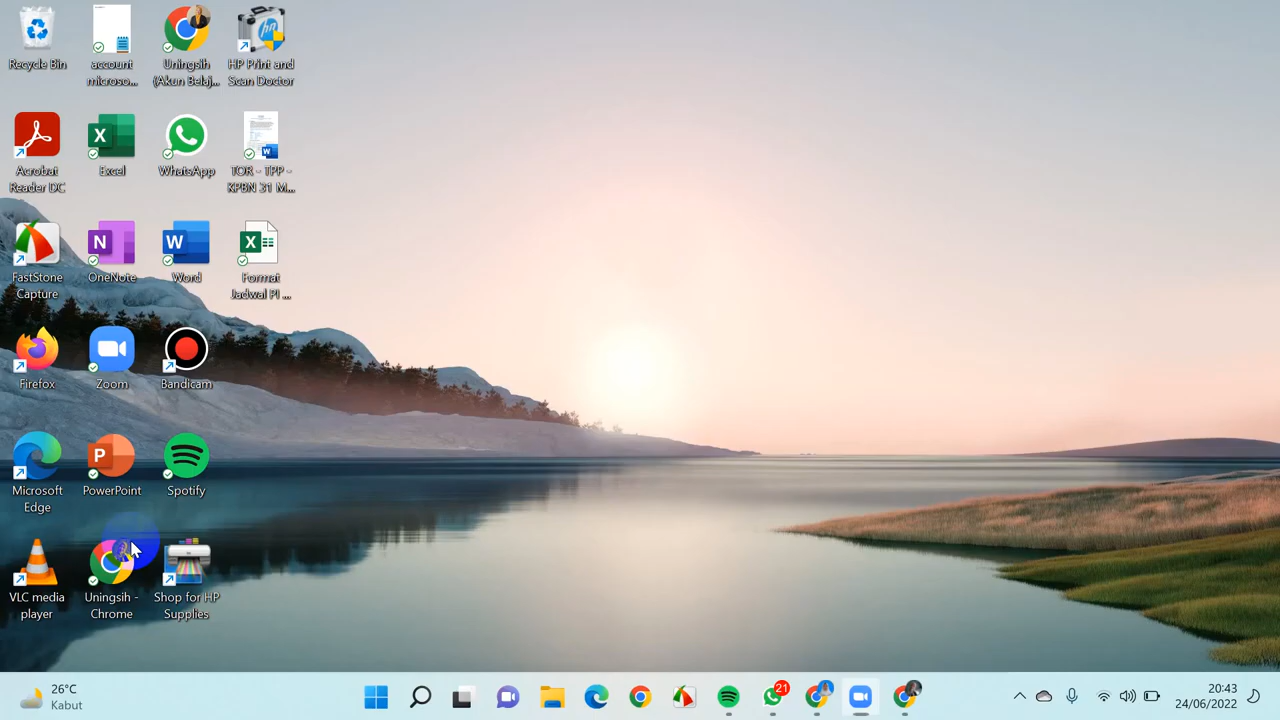 Recycle Bin
account
microso...
Uningsih
(Akun Belaj...
HP Print and
Scan Doctor
Acrobat
Reader DC
Excel
WhatsApp
TOR - TPP -
KPBN 31 M...
FastStone
Capture
OneNote
Word
Format
Jadwal PI ...
Firefox
Zoom
Bandicam
Microsoft
Edge
PowerPoint
Spotify
VLC media
player
Uningsih -
Chrome
Shop for HP
Supplies
26°C
Kabut
21
20:43
24/06/2022